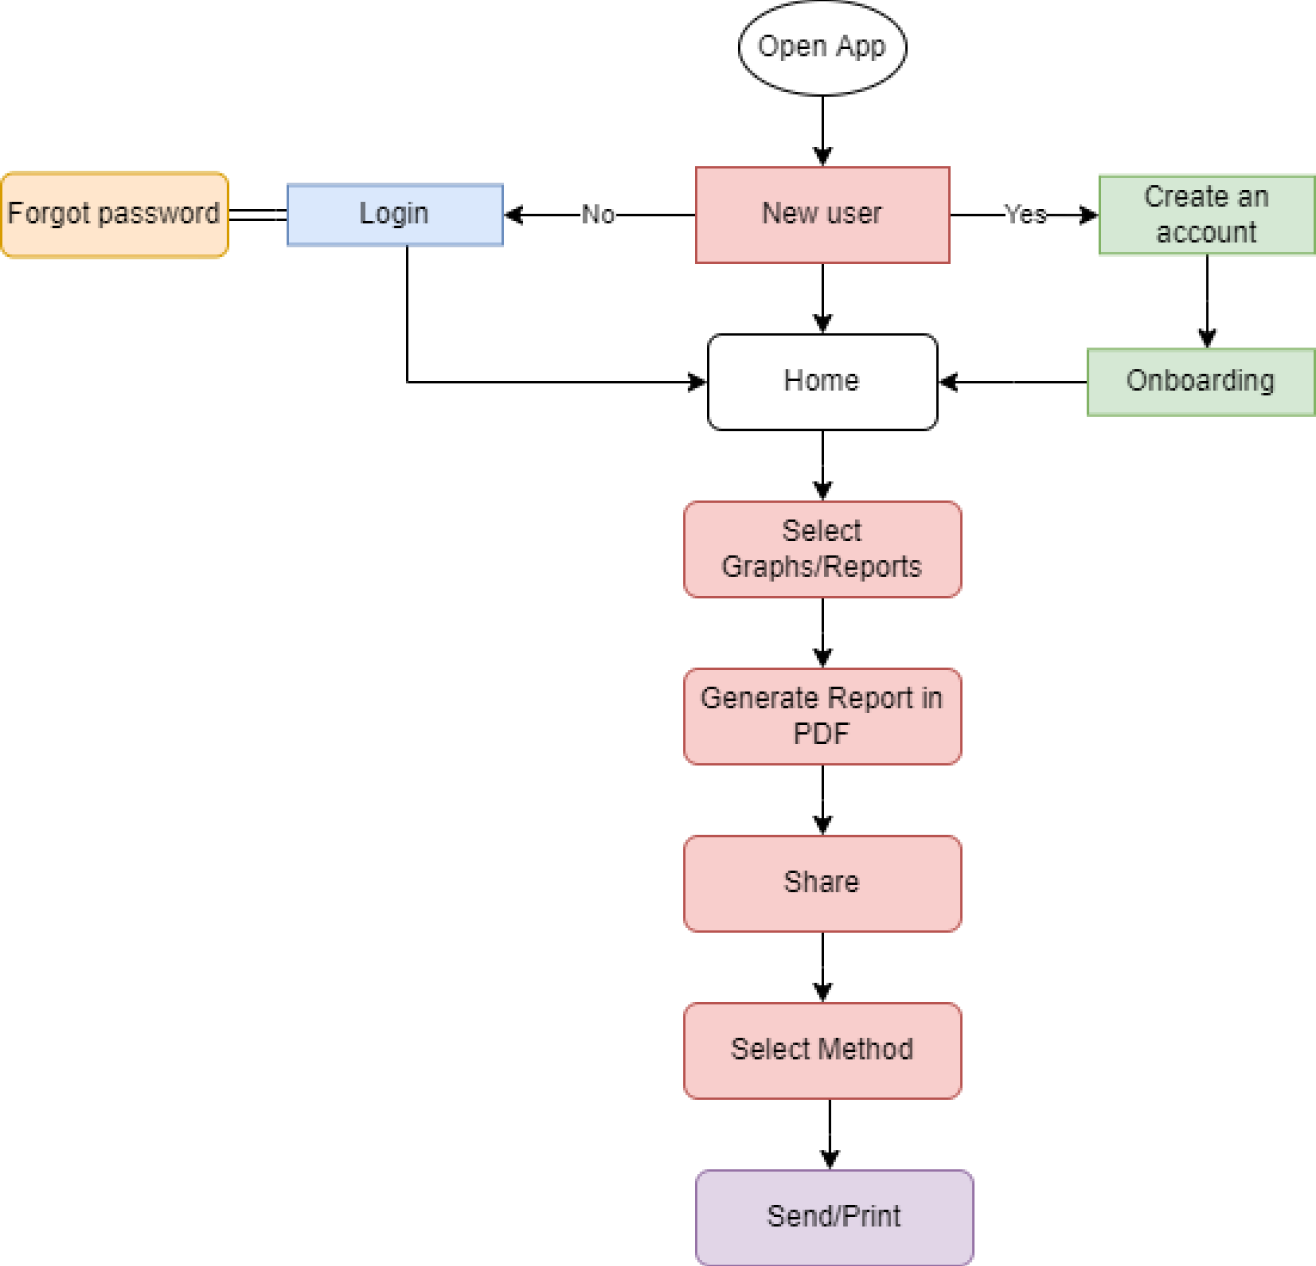 Open App
Forgot password
Login
No
New user
Yes
Create an
account
Home
Onboarding
Select
Graphs/Reports
Generate Report in
PDF
Share
Select Method
Send/Print